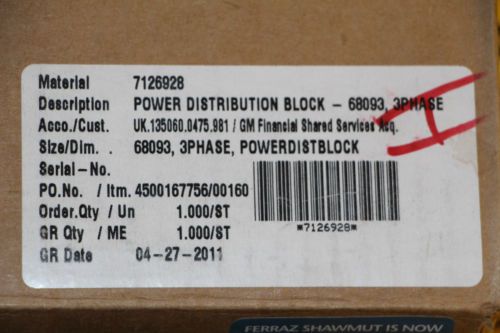 Material 7126928
Description POWER DISTRIBUTION BLOCK - 68093, 3PHASE
Acco./Cust. UK.135060.0475.981 / GM Financial Shared Services Acq.
Size/Dim. . 68093, 3PHASE, POWERDISTBLOCK
Serial-No.
PO.No. / Itm. 4500167756/00160
Order.Qty / Un 1.000/ST
GR Qty / ME 1.000/ST
*7126928*
GR Date 04-27-2011
FERRAZ SHAWMUT IS NOW